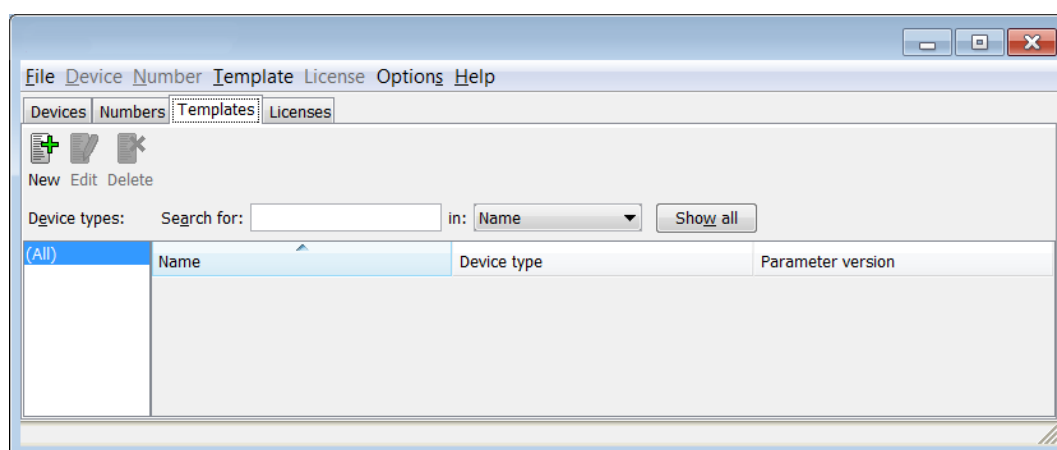 File Device Number Template License Options Help
Devices Numbers Templates Licenses
New Edit Delete
Device types: Search for: in: Name Show all
(All) Name Device type Parameter version